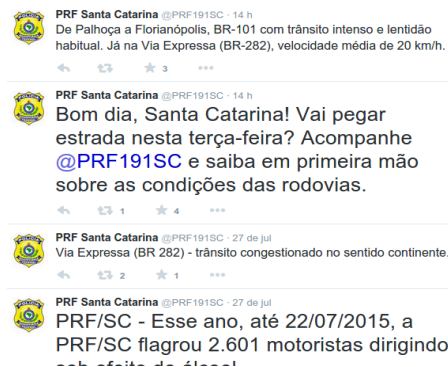 PRF Santa Catarina @PRF191SC · 14 h
De Palhoça a Florianópolis, BR-101 com trânsito intenso e lentidão
habitual. Já na Via Expressa (BR-282), velocidade média de 20 km/h.
3
PRF Santa Catarina @PRF191SC · 14 h
Bom dia, Santa Catarina! Vai pegar
estrada nesta terça-feira? Acompanhe
@PRF191SC e saiba em primeira mão
sobre as condições das rodovias.
1 4
PRF Santa Catarina @PRF191SC · 27 de jul
Via Expressa (BR 282) - trânsito congestionado no sentido continente.
2 1
PRF Santa Catarina @PRF191SC · 27 de jul
PRF/SC - Esse ano, até 22/07/2015, a
PRF/SC flagrou 2.601 motoristas dirigindo
sob efeito de álcool